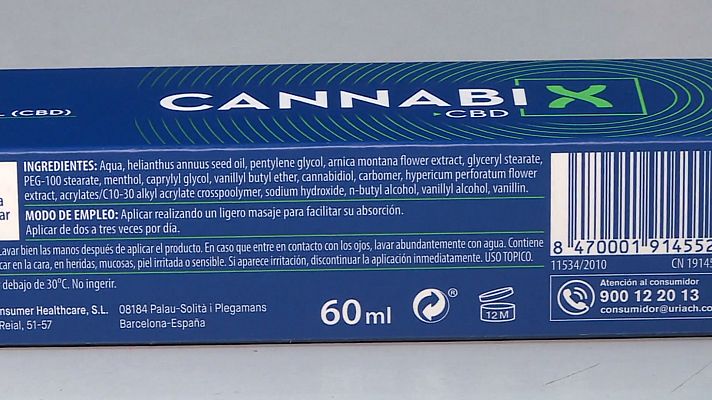 L (CBD)
CANNABIX
CBD
INGREDIENTES: Aqua, helianthus annuus seed oil, pentylene glycol, arnica montana flower extract, glyceryl stearate,
PEG-100 stearate, menthol, caprylyl glycol, vanillyl butyl ether, cannabidiol, carbomer, hypericum perforatum flower
extract, acrylates/C10-30 alkyl acrylate crosspolymer, sodium hydroxide, n-butyl alcohol, vanillyl alcohol, vanillin.
a
ar
MODO DE EMPLEO: Aplicar realizando un ligero masaje para facilitar su absorción.
Aplicar de dos a tres veces por día.
Lavar bien las manos después de aplicar el producto. En caso que entre en contacto con los ojos, lavar abundantemente con agua. Contiene
car en la cara, en heridas, mucosas, piel irritada o sensible. Si aparece irritación, discontinuar la aplicación inmediatamente. USO TOPICO.
r debajo de 30°C. No ingerir.
nsumer Healthcare, S.L.
Reial, 51-57
08184 Palau-Solità i Plegamans
Barcelona-España
60ml
®
12 M
8 470001 914552
11534/2010
CN 19145
Atención al consumidor
900 12 20 13
consumidor@uriach.co